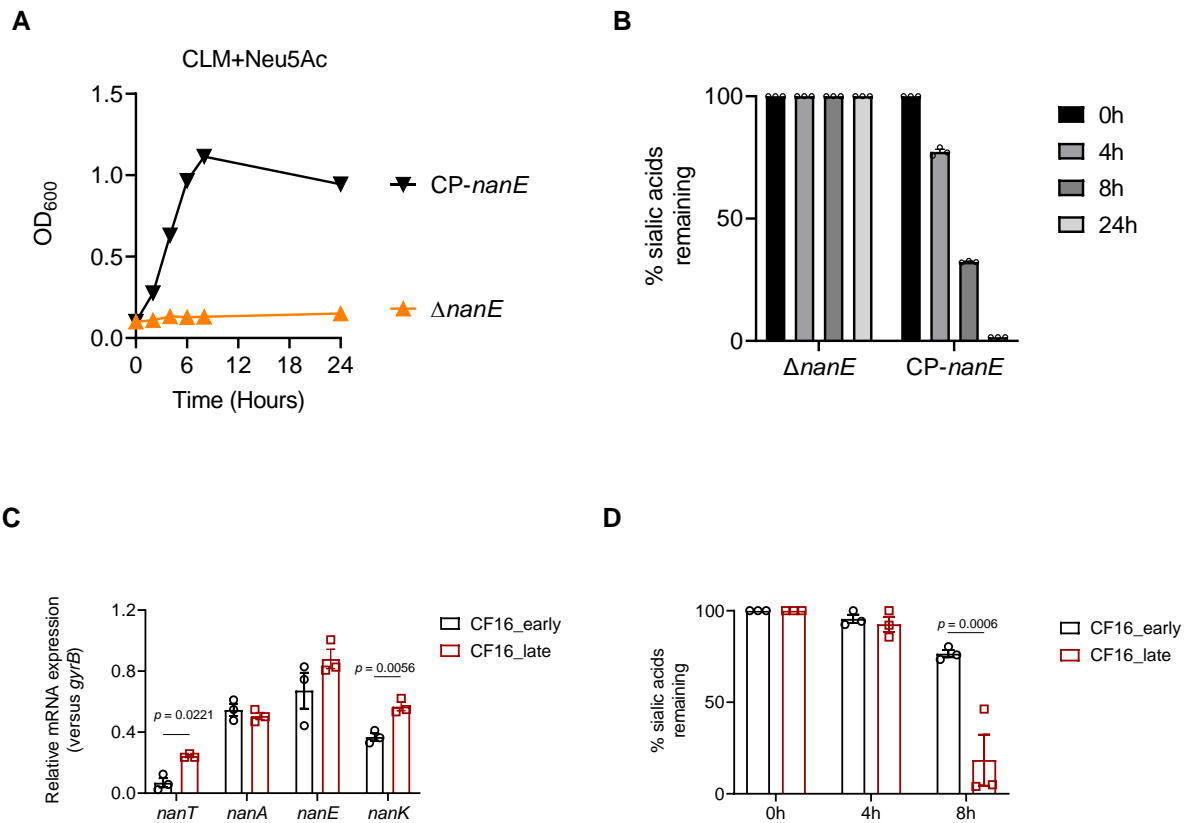 A
CLM+Neu5Ac
1.5
1.0
0.5
0.0
OD600
0
6
12
18
24
Time (Hours)
CP-nanE
ΔnanE
B
100
50
0
% sialic acids
remaining
ΔnanE
CP-nanE
0h
4h
8h
24h
C
1.2
0.8
0.4
0.0
Relative mRNA expression
(versus gyrB)
p = 0.0221
p = 0.0056
nanT
nanA
nanE
nanK
CF16_early
CF16_late
D
100
50
0
% sialic acids
remaining
p = 0.0006
0h
4h
8h
CF16_early
CF16_late